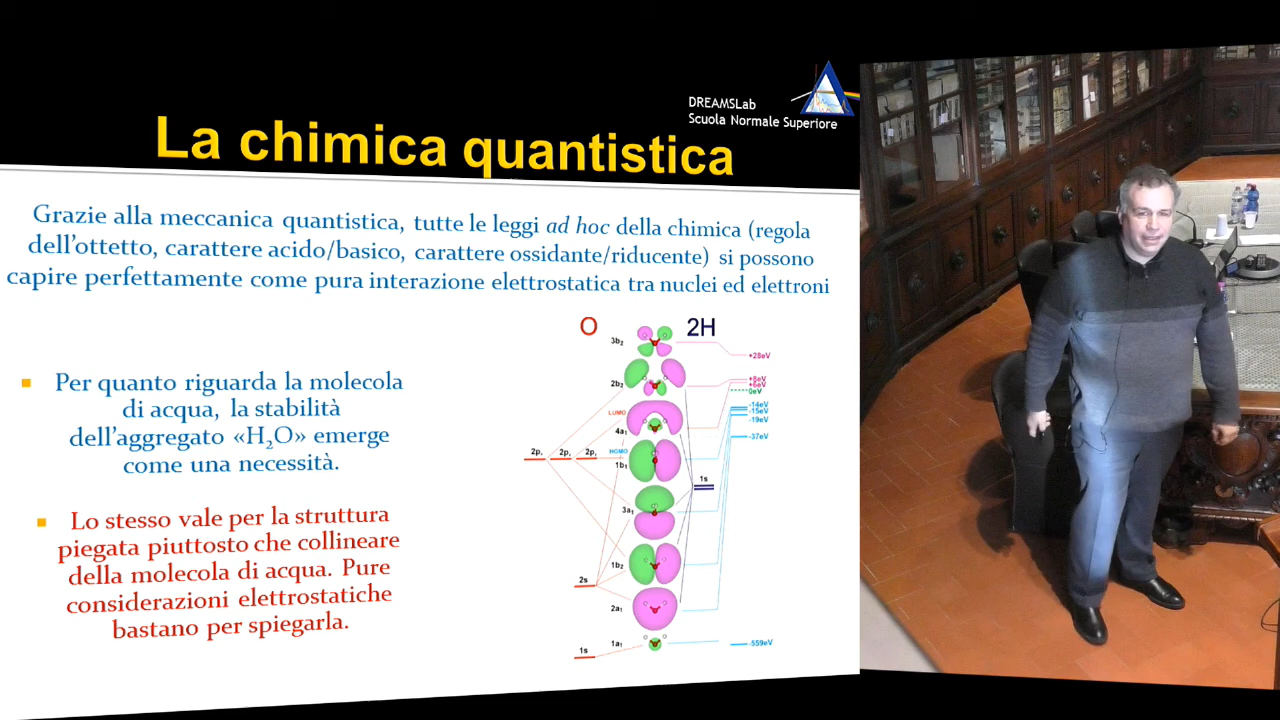 DREAMSLab
Scuola Normale Superiore
La chimica quantistica
Grazie alla meccanica quantistica, tutte le leggi ad hoc della chimica (regola
dell'ottetto, carattere acido/basico, carattere ossidante/riducente) si possono
capire perfettamente come pura interazione elettrostatica tra nuclei ed elettroni
Per quanto riguarda la molecola
di acqua, la stabilità
dell'aggregato «H₂O» emerge
come una necessità.
Lo stesso vale per la struttura
piegata piuttosto che collineare
della molecola di acqua. Pure
considerazioni elettrostatiche
bastano per spiegarla.
O 2H
3b₂
+28eV
2b₂
+8eV
+6eV
0eV
-14eV
-15eV
-19eV
LUMO
4a₁
-37eV
HOMO
2p 2p 2p
1b₁
1s
3a₁
1b₂
2s
2a₁
1a₁
-559eV
1s